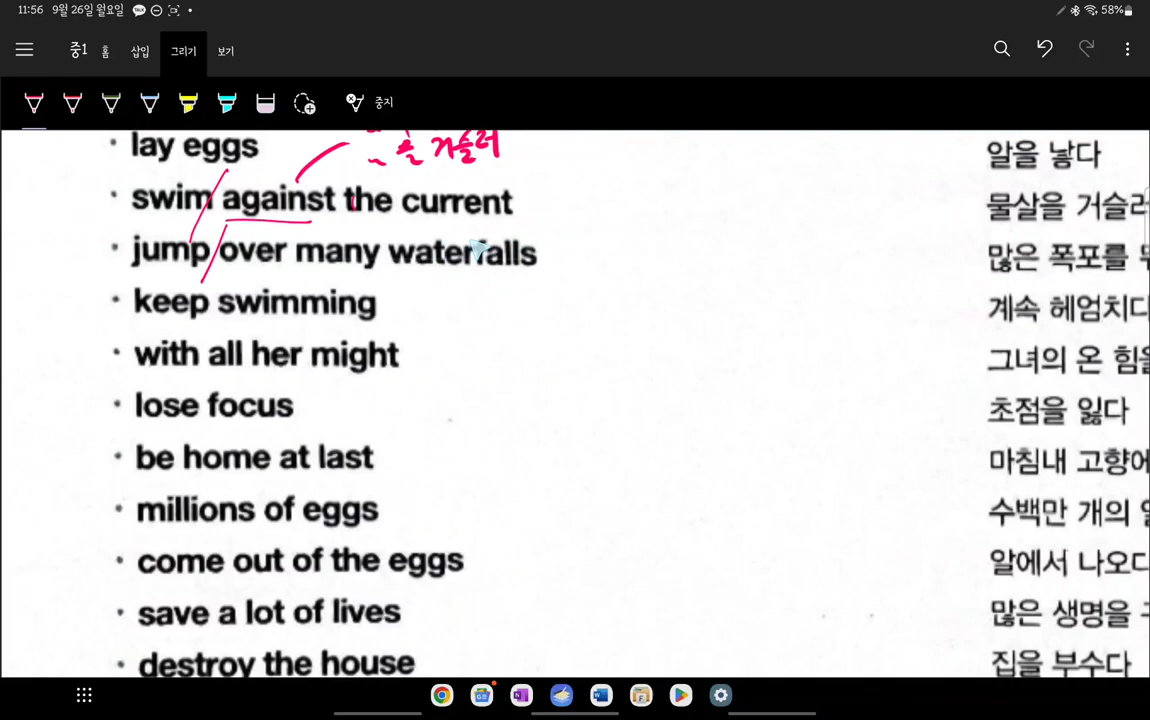 11:56 9월 26일 월요일 58%
중1 홈 삽입 그리기 보기
중지
~을 거슬러
lay eggs 알을 낳다
swim against the current 물살을 거슬러
jump over many waterfalls 많은 폭포를
keep swimming 계속 헤엄치다
with all her might 그녀의 온 힘을
lose focus 초점을 잃다
be home at last 마침내 고향에
millions of eggs 수백만 개의
come out of the eggs 알에서 나오다
save a lot of lives 많은 생명을
destroy the house 집을 부수다